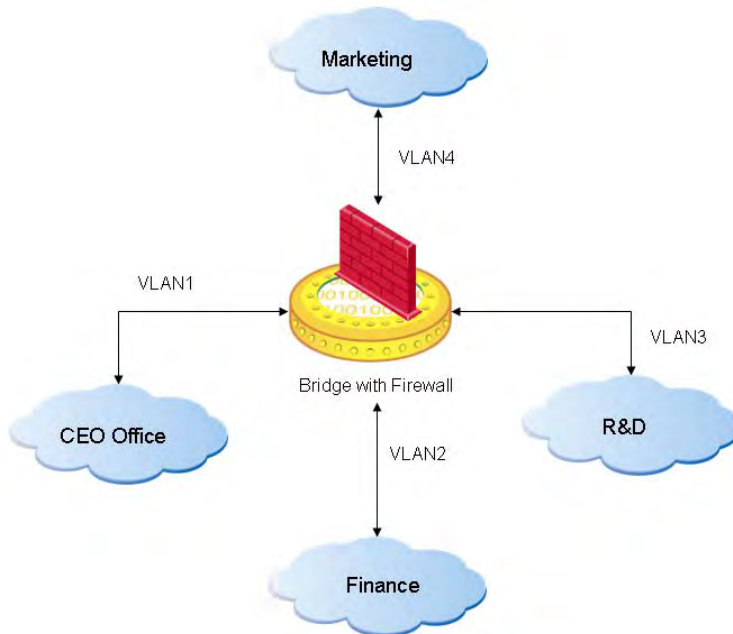 Marketing
VLAN4
VLAN1
VLAN3
Bridge with Firewall
CEO Office
R&D
VLAN2
Finance